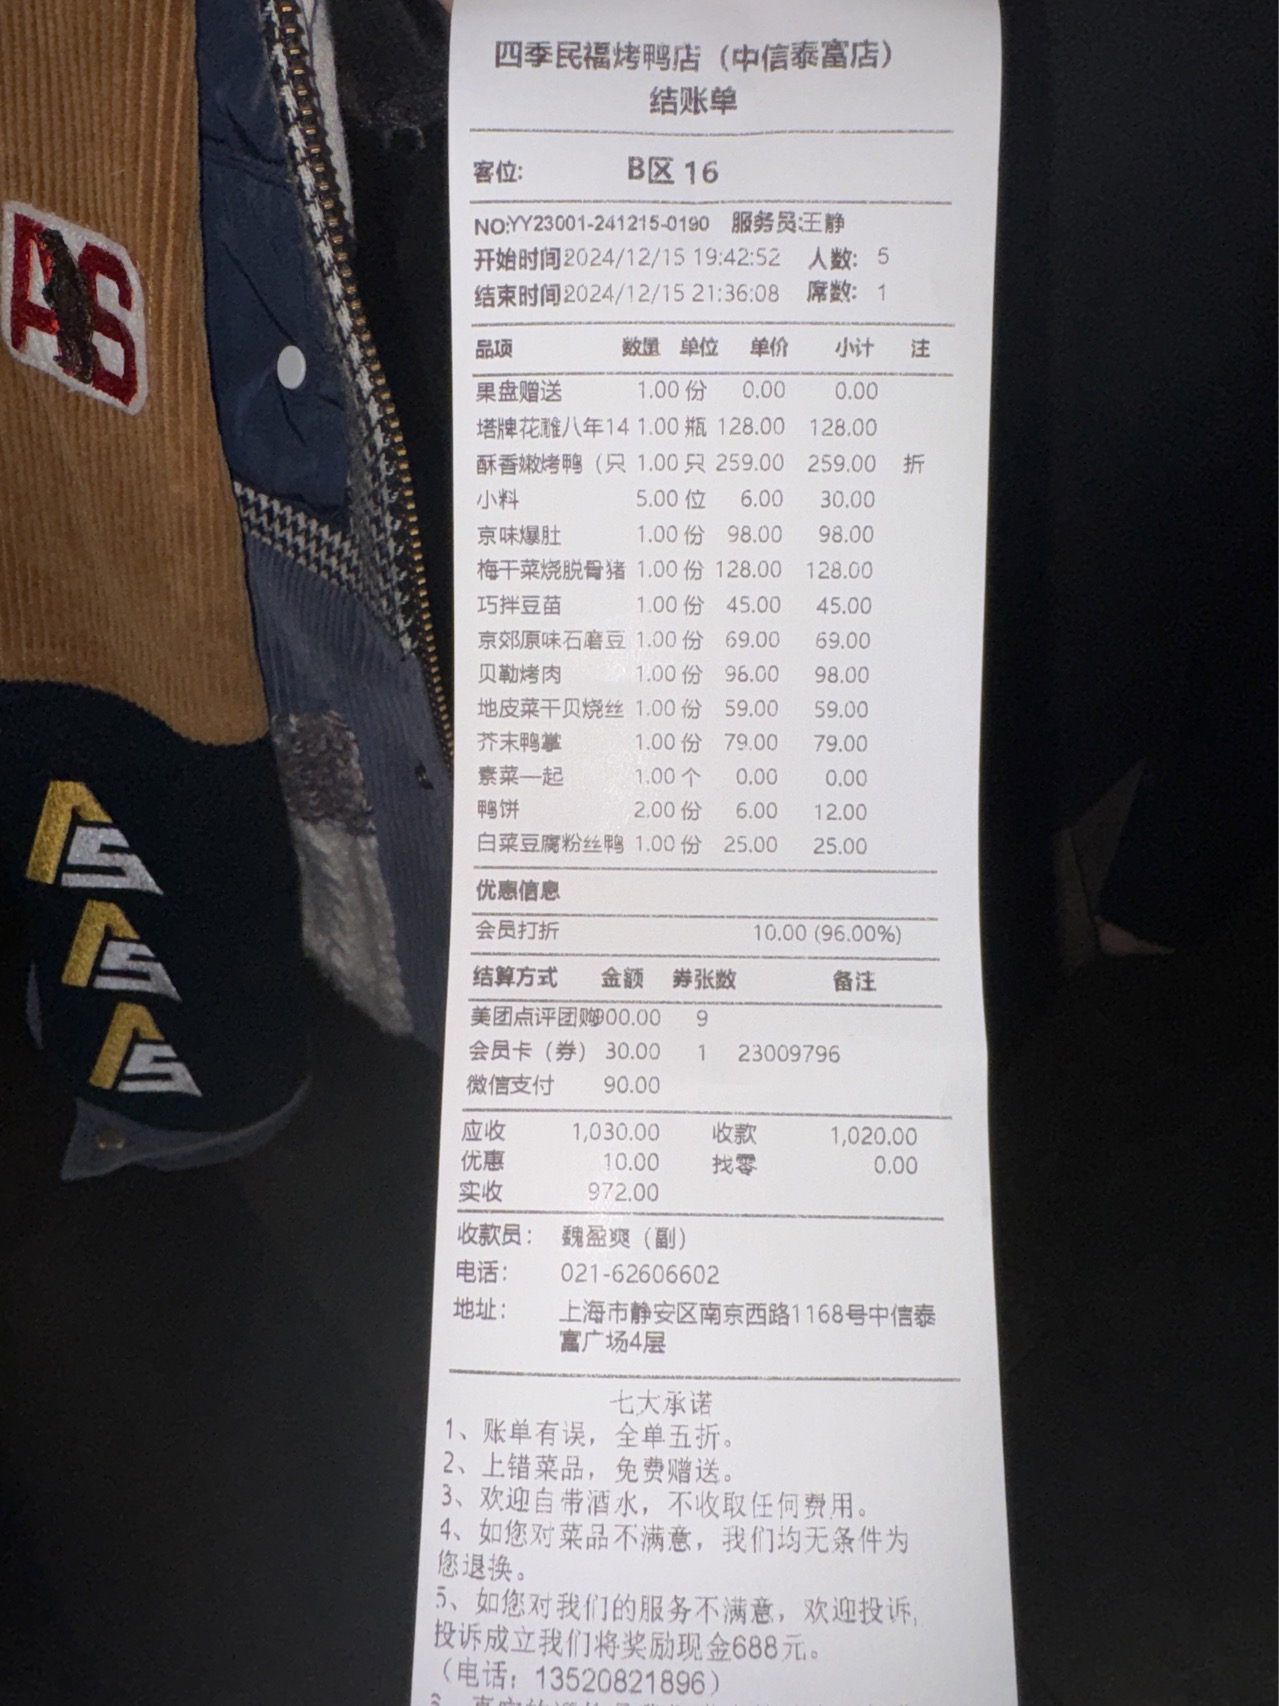 四季民福烤鸭店（中信泰富店）
结账单
客位: B区 16
NO:YY23001-241215-0190 服务员:王静
开始时间2024/12/15 19:42:52 人数: 5
结束时间2024/12/15 21:36:08 席数: 1
品项 数量 单位 单价 小计 注
果盘赠送 1.00 份 0.00 0.00
塔牌花雕八年14 1.00 瓶 128.00 128.00
酥香嫩烤鸭（只 1.00 只 259.00 259.00 折
小料 5.00 位 6.00 30.00
京味爆肚 1.00 份 98.00 98.00
梅干菜烧脱骨猪 1.00 份 128.00 128.00
巧拌豆苗 1.00 份 45.00 45.00
京郊原味石磨豆 1.00 份 69.00 69.00
贝勒烤肉 1.00 份 98.00 98.00
地皮菜干贝烧丝 1.00 份 59.00 59.00
芥末鸭掌 1.00 份 79.00 79.00
素菜一起 1.00 个 0.00 0.00
鸭饼 2.00 份 6.00 12.00
白菜豆腐粉丝鸭 1.00 份 25.00 25.00
优惠信息
会员打折 10.00 (96.00%)
结算方式 金额 券张数 备注
美团点评团购900.00 9
会员卡（券） 30.00 1 23009796
微信支付 90.00
应收 1,030.00 收款 1,020.00
优惠 10.00 找零 0.00
实收 972.00
收款员: 魏盈爽（副）
电话: 021-62606602
地址: 上海市静安区南京西路1168号中信泰
富广场4层
七大承诺
1、账单有误，全单五折。
2、上错菜品，免费赠送。
3、欢迎自带酒水，不收取任何费用。
4、如您对菜品不满意，我们均无条件为
您退换。
5、如您对我们的服务不满意，欢迎投诉,
投诉成立我们将奖励现金688元。
（电话：13520821896）
AS
AS
AS
AS